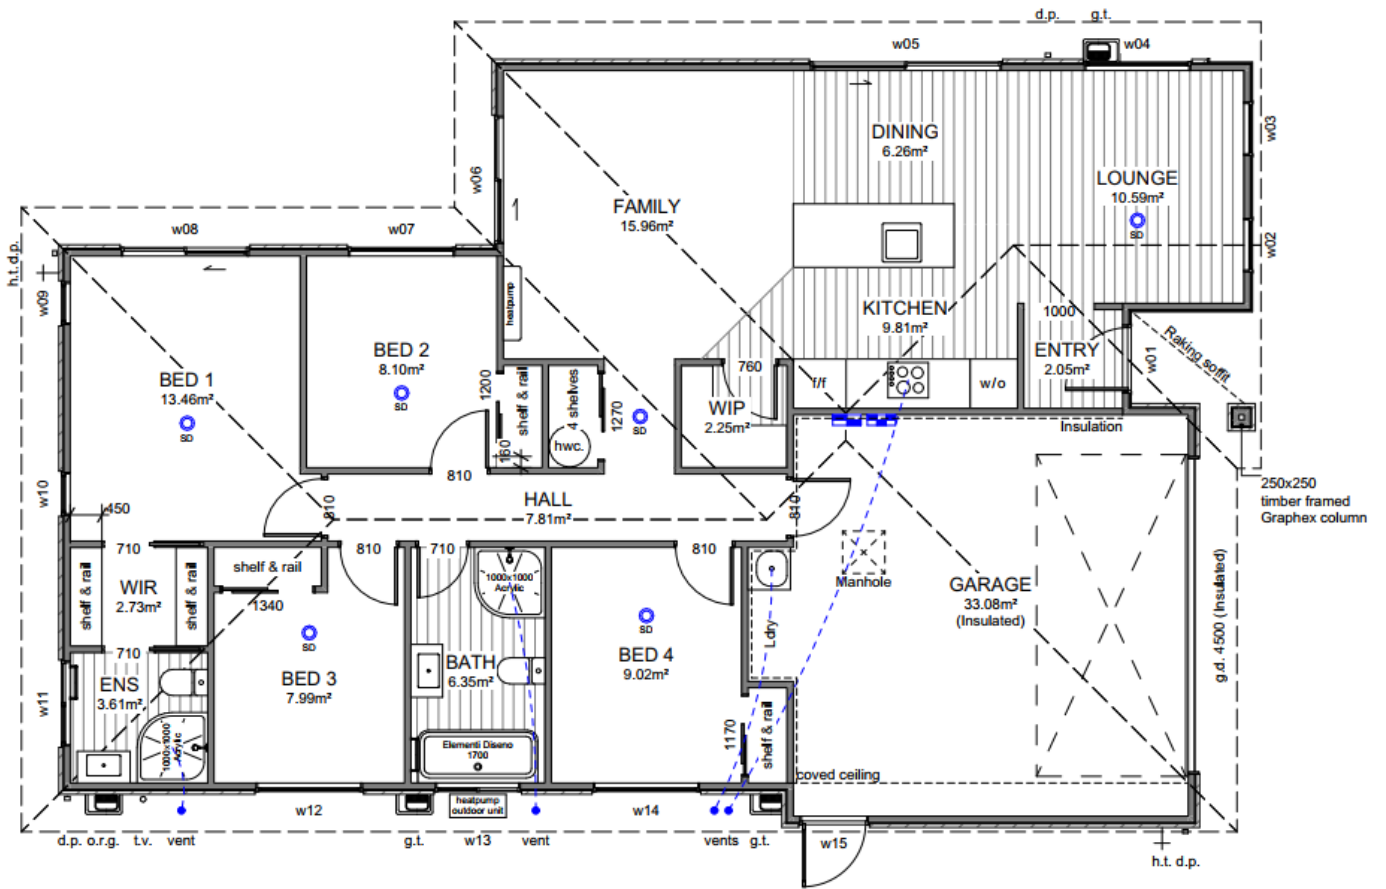 d.p. g.t.
w05 w04
DINING
6.26m²
w03
w06
LOUNGE
10.59m²
SD
FAMILY
15.96m²
w08 w07
w02
h.t. d.p.
heatpump
w09
KITCHEN
9.81m²
1000
Raking soffit
ENTRY
2.05m²
w01
BED 2
8.10m²
SD
BED 1
13.46m²
SD
1200
shelf & rail
160
4 shelves
hwc.
1270
SD
760
WIP
2.25m²
f/f
w/o
Insulation
250x250
timber framed
Graphex column
w10
450
810
810
HALL
7.81m²
810
710
WIR
2.73m²
shelf & rail
shelf & rail
710
shelf & rail
1340
810
710
1000x1000
Acrylic
810
Manhole
GARAGE
33.08m²
(Insulated)
g.d. 4500 (Insulated)
SD
BED 3
7.99m²
BATH
6.35m²
SD
BED 4
9.02m²
Ldry
ENS
3.61m²
w11
1000x1000
Acrylic
Elementi Diseno
1700
1170
shelf & rail
coved ceiling
w12
heatpump
outdoor unit
w14
d.p. o.r.g. t.v. vent
g.t. w13 vent
vents g.t.
w15
h.t. d.p.